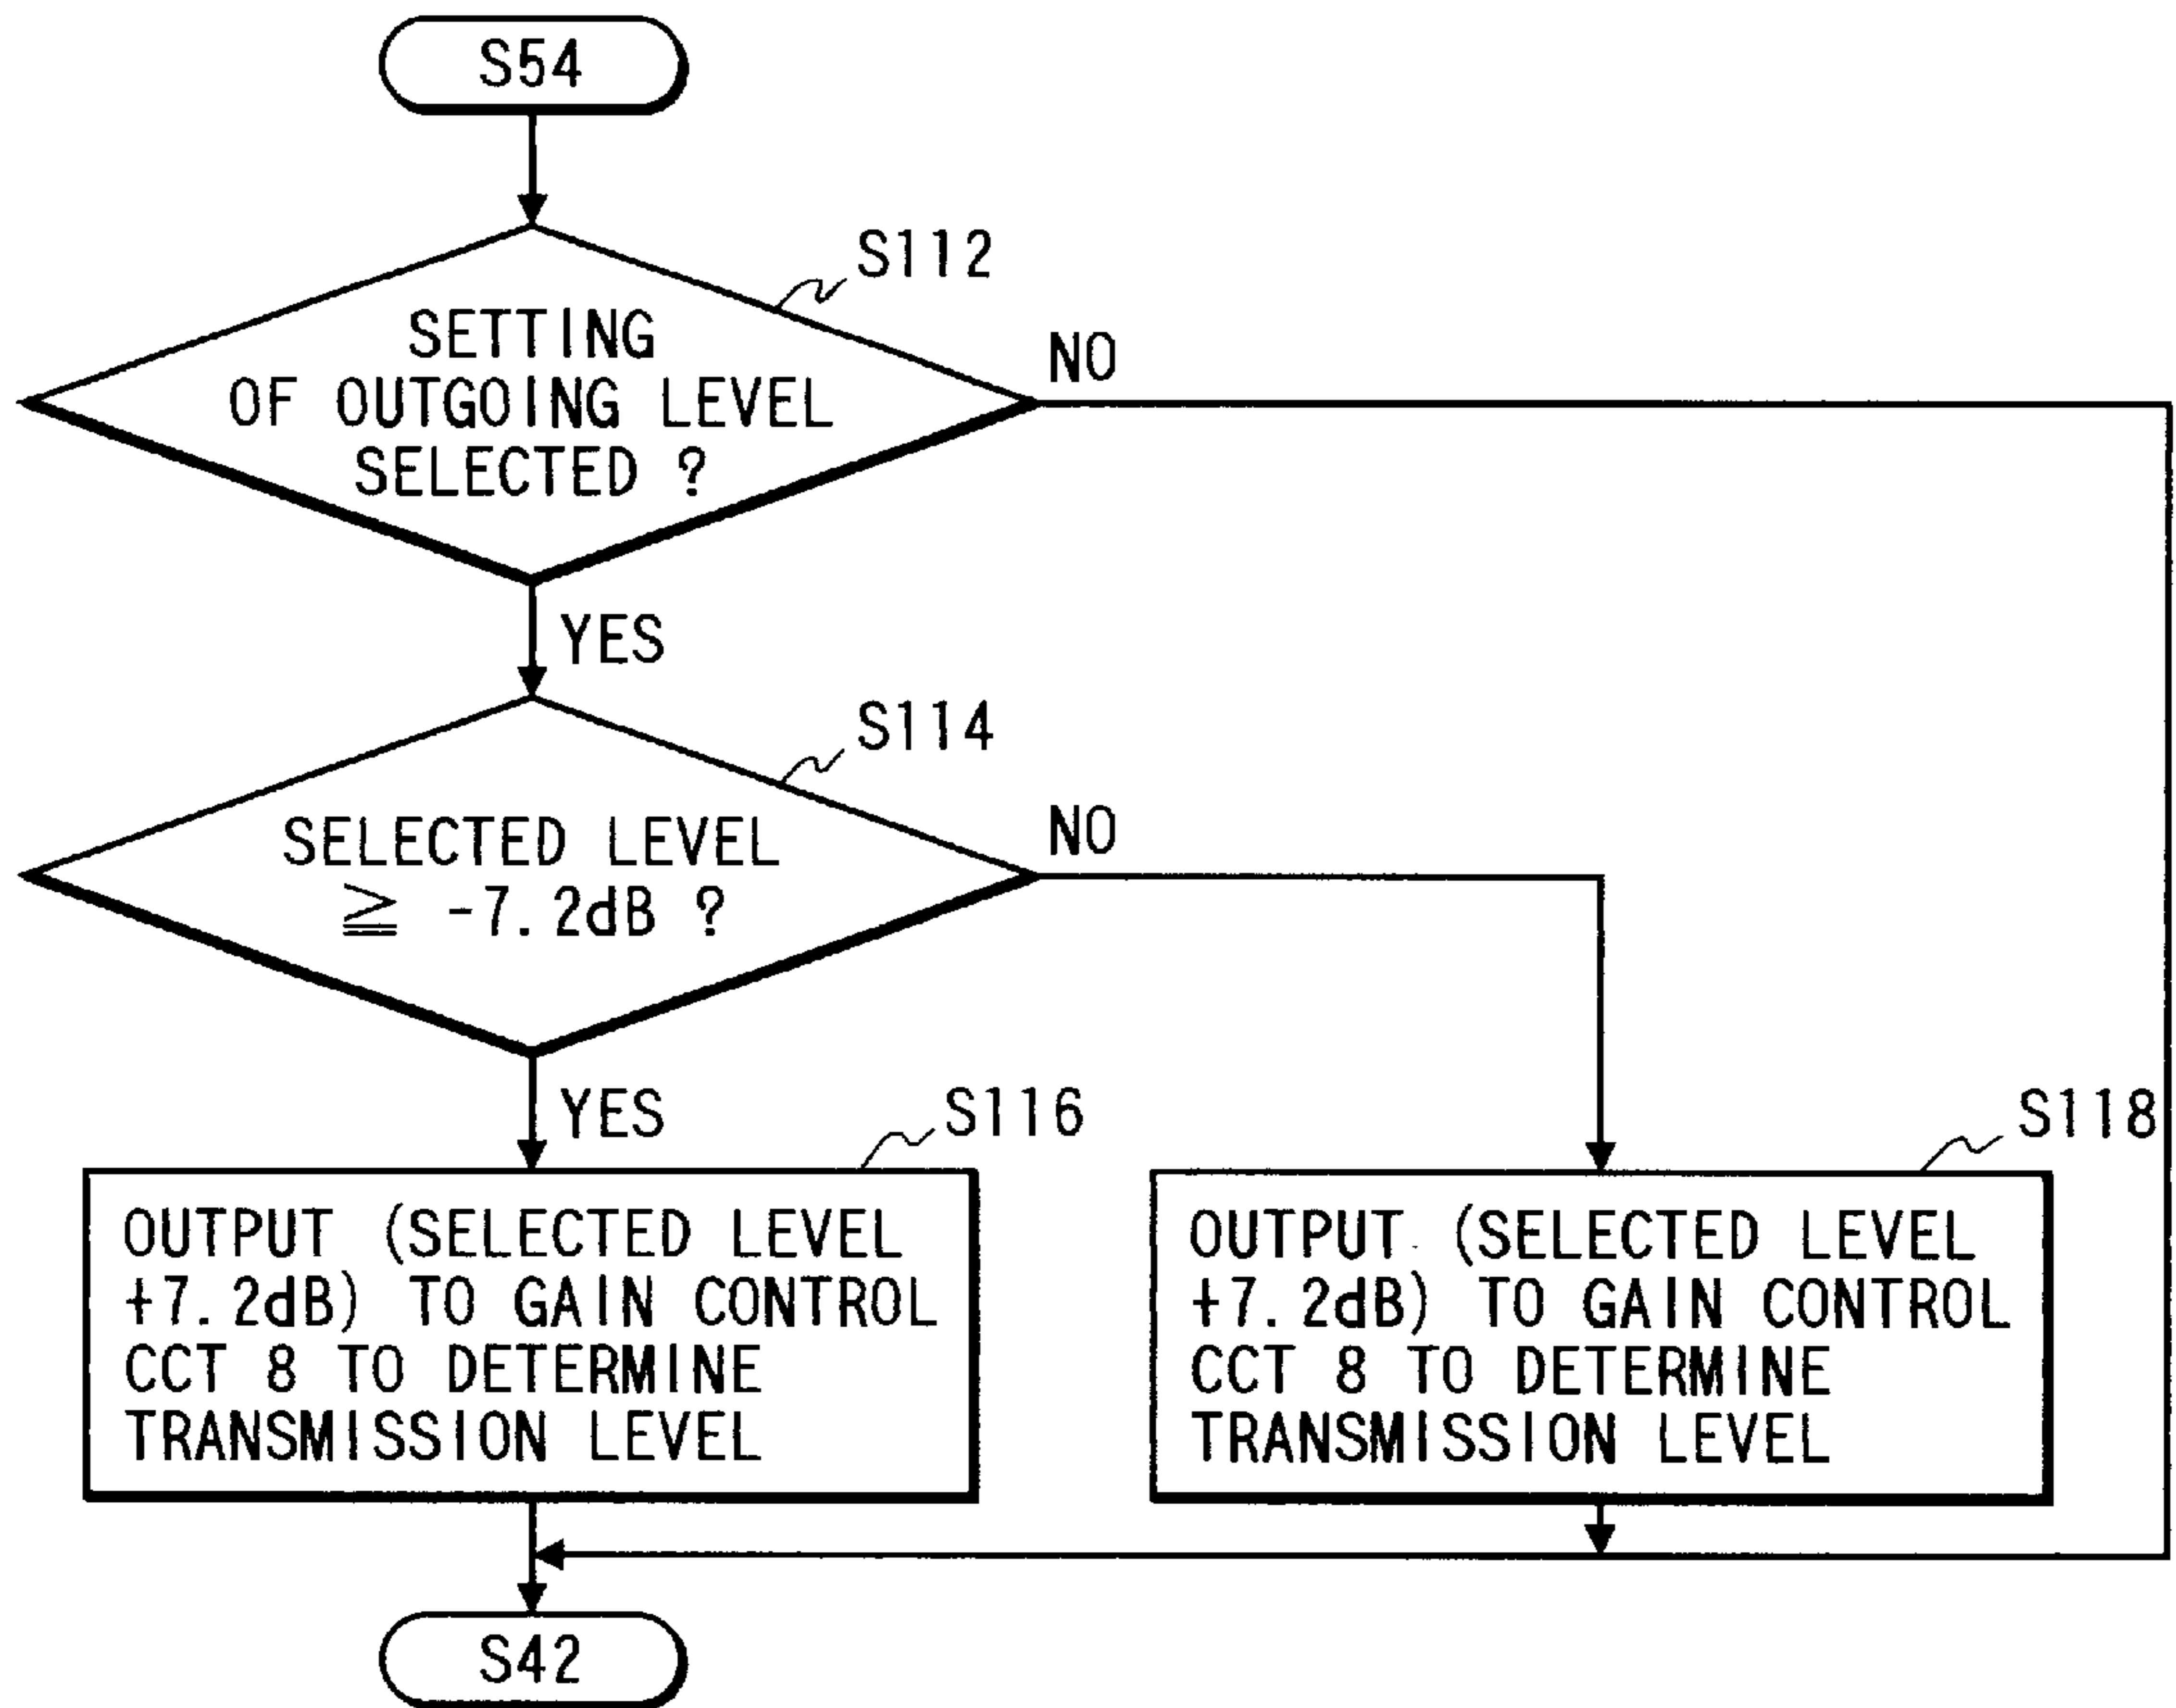 S54
S112
SETTING
OF OUTGOING LEVEL
SELECTED ?
NO
YES
S114
SELECTED LEVEL
≧ -7.2dB ?
NO
YES
S116
OUTPUT (SELECTED LEVEL
+7.2dB) TO GAIN CONTROL
CCT 8 TO DETERMINE
TRANSMISSION LEVEL
S118
OUTPUT (SELECTED LEVEL
+7.2dB) TO GAIN CONTROL
CCT 8 TO DETERMINE
TRANSMISSION LEVEL
S42